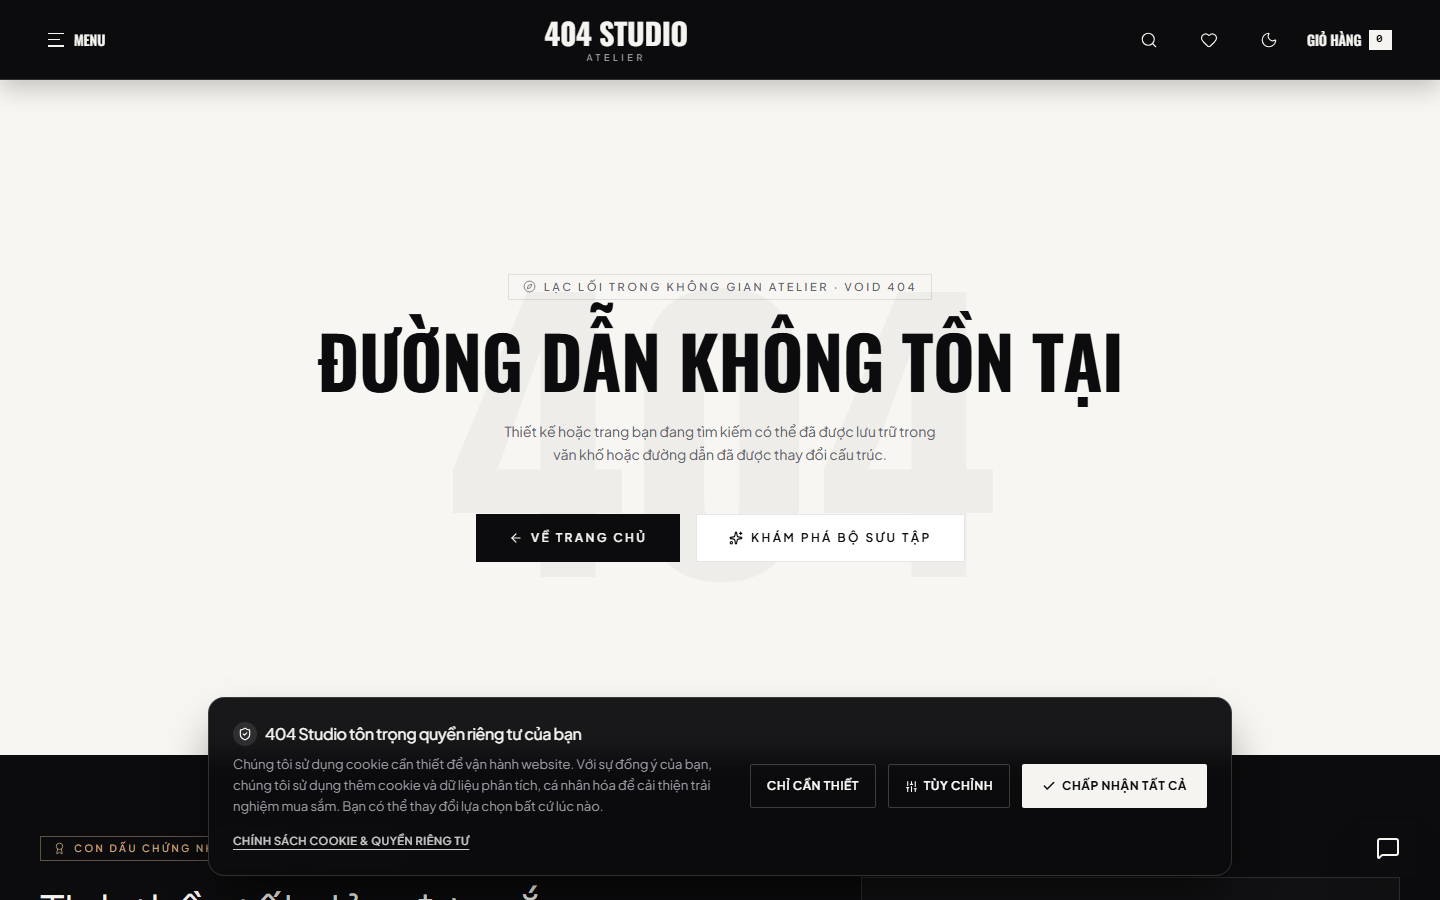 MENU
404 STUDIO
ATELIER
GIỎ HÀNG 0
LẠC LỐI TRONG KHÔNG GIAN ATELIER · VOID 404
404
ĐƯỜNG DẪN KHÔNG TỒN TẠI
Thiết kế hoặc trang bạn đang tìm kiếm có thể đã được lưu trữ trong
văn khố hoặc đường dẫn đã được thay đổi cấu trúc.
VỀ TRANG CHỦ
KHÁM PHÁ BỘ SƯU TẬP
404 Studio tôn trọng quyền riêng tư của bạn
Chúng tôi sử dụng cookie cần thiết để vận hành website. Với sự đồng ý của bạn,
chúng tôi sử dụng thêm cookie và dữ liệu phân tích, cá nhân hóa để cải thiện trải
nghiệm mua sắm. Bạn có thể thay đổi lựa chọn bất cứ lúc nào.
CHÍNH SÁCH COOKIE & QUYỀN RIÊNG TƯ
CHỈ CẦN THIẾT
TÙY CHỈNH
CHẤP NHẬN TẤT CẢ
CON DẤU CHỨNG